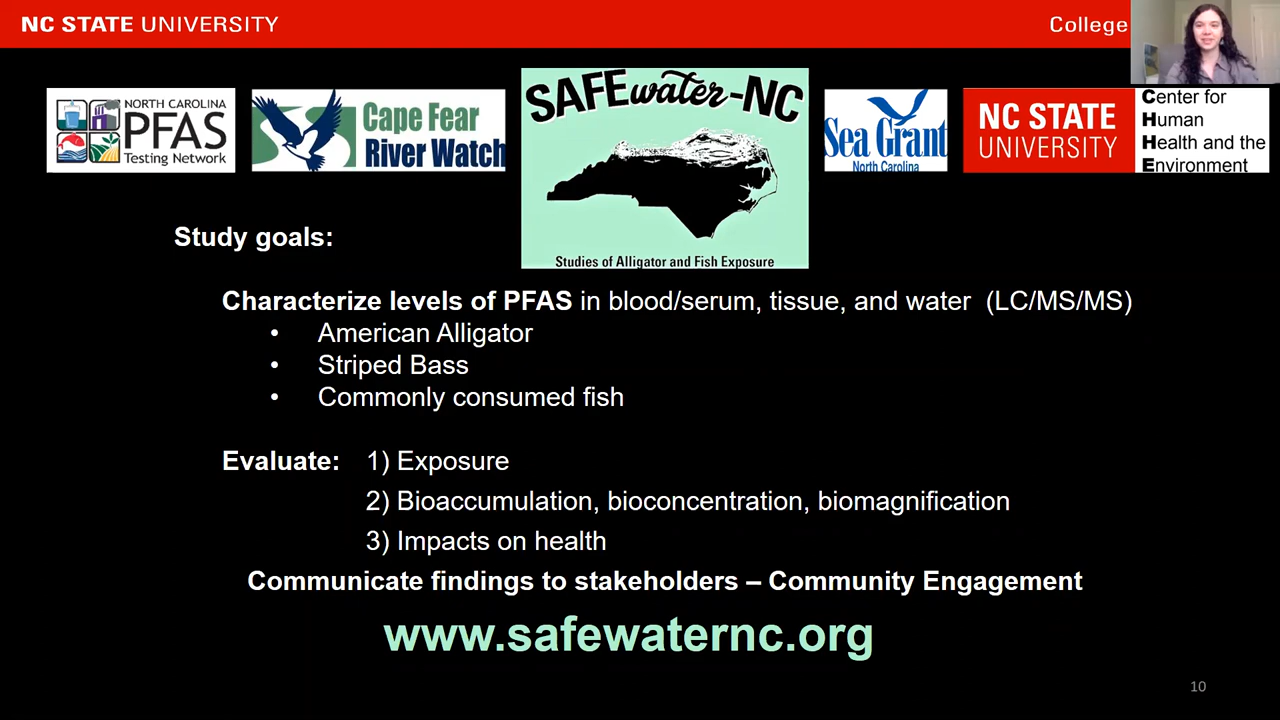 NC STATE UNIVERSITY
College
NORTH CAROLINA
PFAS
Testing Network
Cape Fear
River Watch
SAFEwater-NC
Studies of Alligator and Fish Exposure
Sea Grant
North Carolina
NC STATE
UNIVERSITY
Center for
Human
Health and the
Environment
Study goals:
Characterize levels of PFAS in blood/serum, tissue, and water (LC/MS/MS)
• American Alligator
• Striped Bass
• Commonly consumed fish
Evaluate: 1) Exposure
2) Bioaccumulation, bioconcentration, biomagnification
3) Impacts on health
Communicate findings to stakeholders – Community Engagement
www.safewaternc.org
10